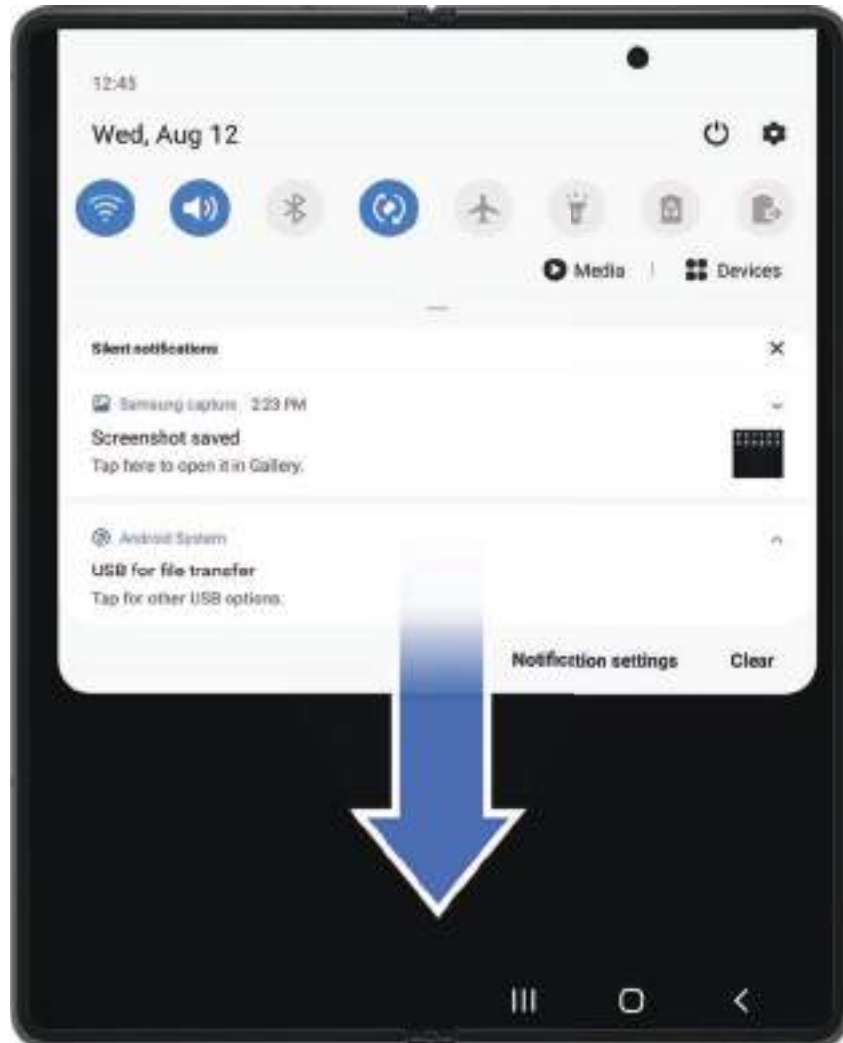 12:45
Wed, Aug 12
Media | Devices
Silent notifications
Samsung capture 2:23 PM
Screenshot saved
Tap here to open it in Gallery.
Android System
USB for file transfer
Tap for other USB options.
Notification settings Clear